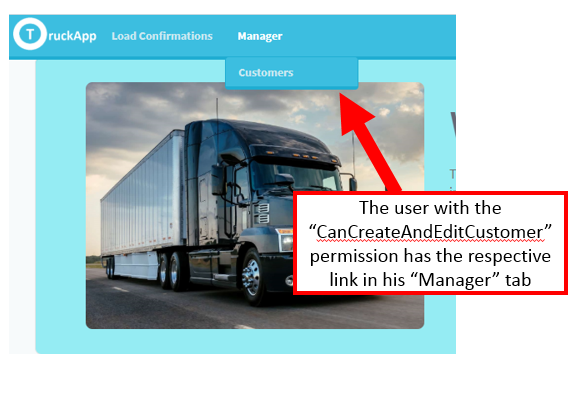 TruckApp Load Confirmations Manager
Customers
The user with the
“CanCreateAndEditCustomer”
permission has the respective
link in his “Manager” tab